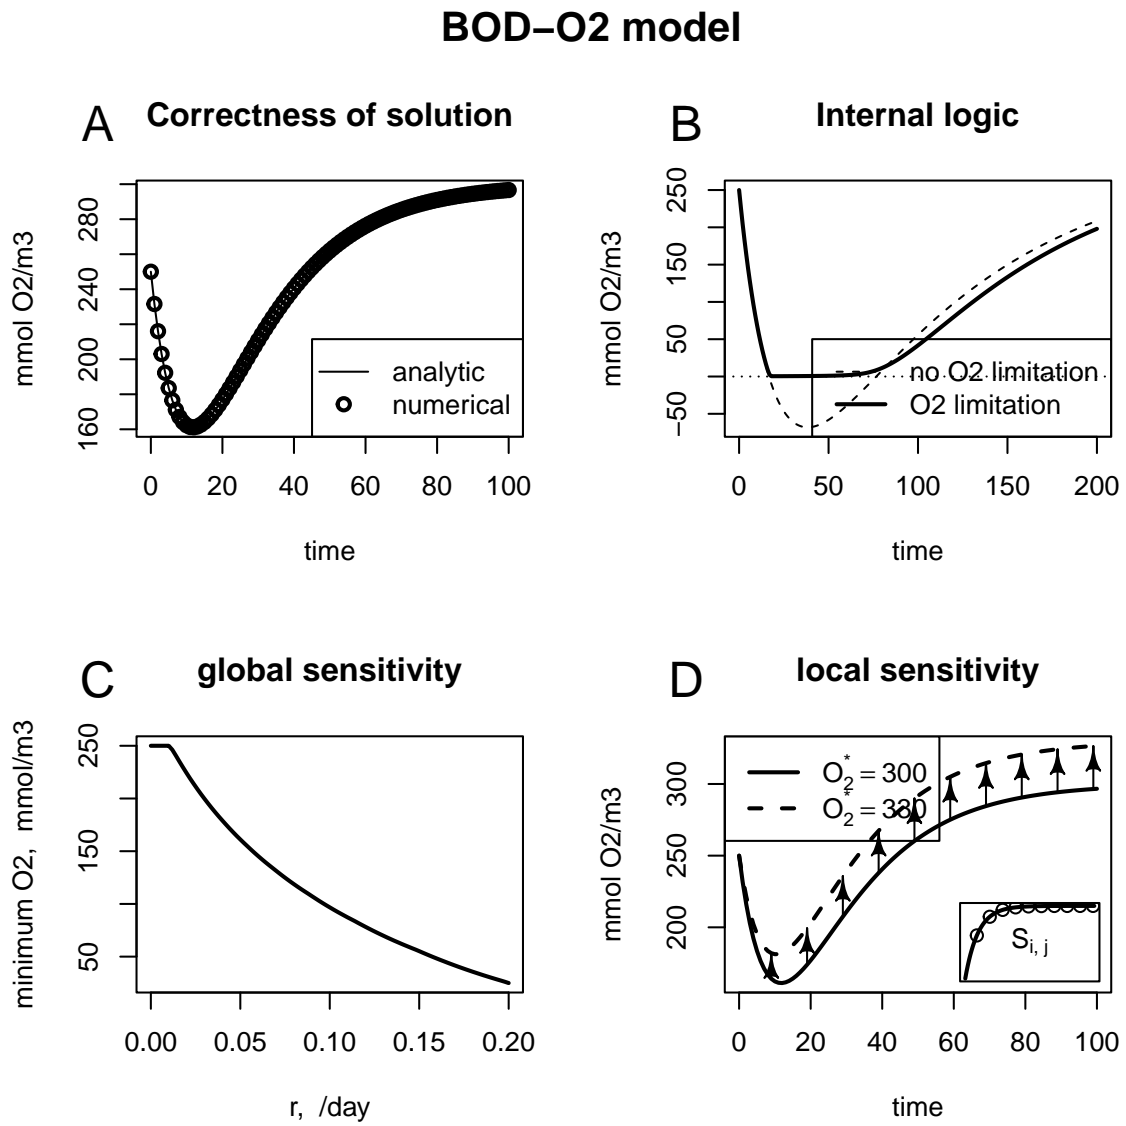 BOD−O2 model
A Correctness of solution
mmol O2/m3
160 200 240 280
analytic
numerical
0 20 40 60 80 100
time
B Internal logic
mmol O2/m3
−50 50 150 250
no O2 limitation
O2 limitation
0 50 100 150 200
time
C global sensitivity
minimum O2, mmol/m3
50 150 250
0.00 0.05 0.10 0.15 0.20
r, /day
D local sensitivity
mmol O2/m3
200 250 300
O₂* = 300
O₂* = 330
S i, j
0 20 40 60 80 100
time